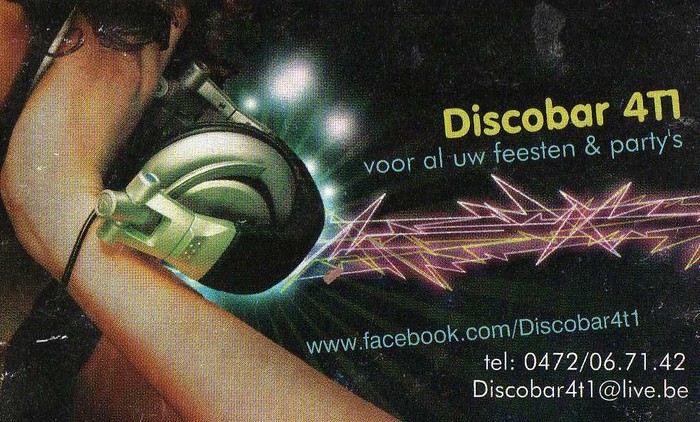 Discobar 4T1
voor al uw feesten & party's
www.facebook.com/Discobar4t1
tel: 0472/06.71.42
Discobar4t1@live.be